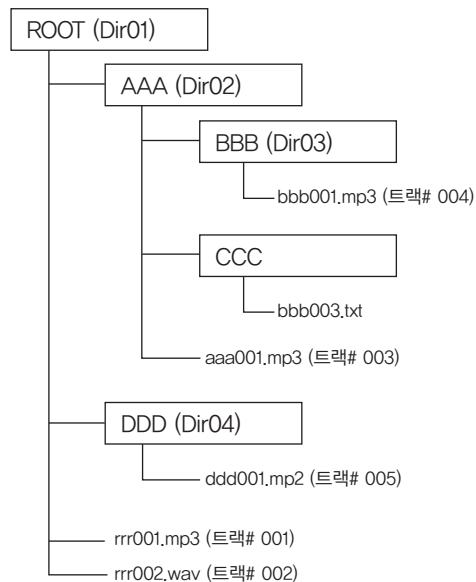 ROOT (Dir01)
AAA (Dir02)
BBB (Dir03)
bbb001.mp3 (트랙# 004)
CCC
bbb003.txt
aaa001.mp3 (트랙# 003)
DDD (Dir04)
ddd001.mp2 (트랙# 005)
rrr001.mp3 (트랙# 001)
rrr002.wav (트랙# 002)